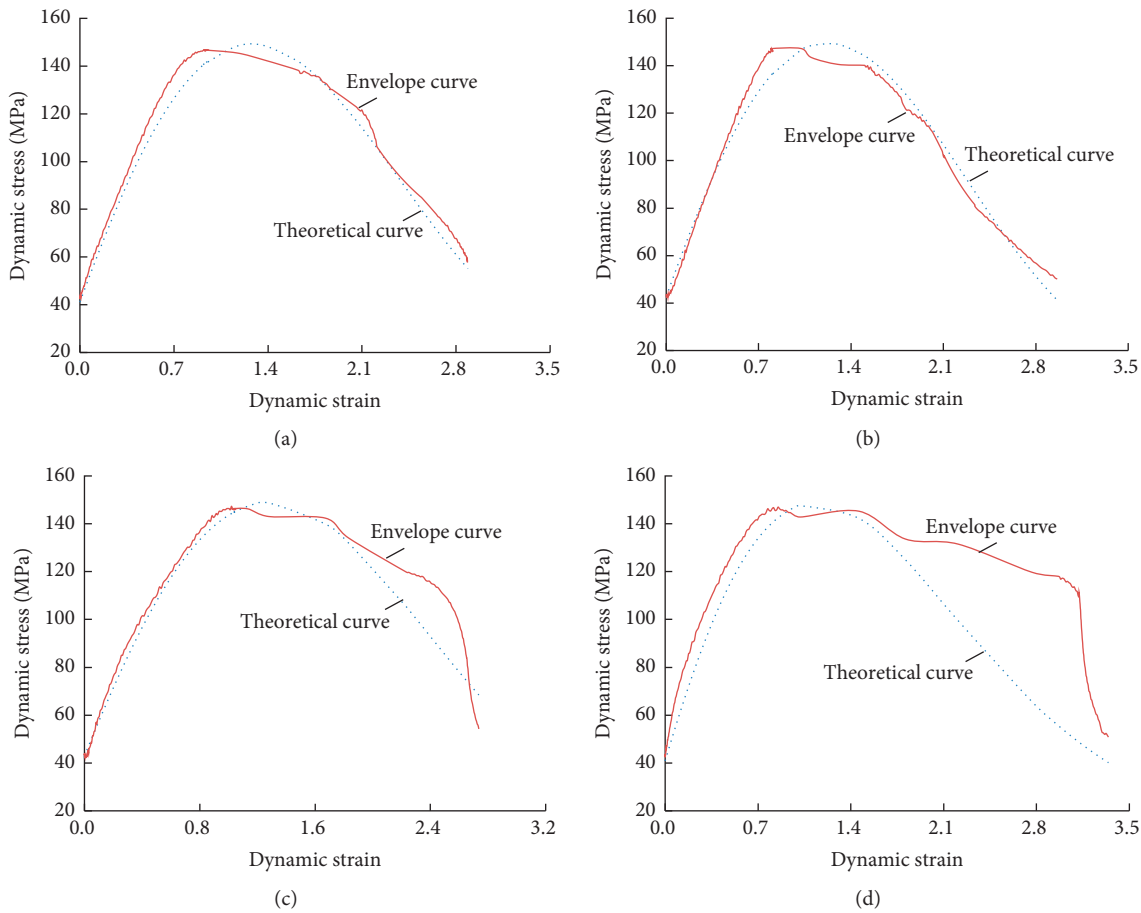 160
140
120
100
80
60
40
20
Dynamic stress (MPa)
Envelope curve
Theoretical curve
0.0 0.7 1.4 2.1 2.8 3.5
Dynamic strain
(a)
160
140
120
100
80
60
40
20
Dynamic stress (MPa)
Envelope curve
Theoretical curve
0.0 0.7 1.4 2.1 2.8 3.5
Dynamic strain
(b)
160
140
120
100
80
60
40
20
Dynamic stress (MPa)
Envelope curve
Theoretical curve
0.0 0.8 1.6 2.4 3.2
Dynamic strain
(c)
160
140
120
100
80
60
40
20
Dynamic stress (MPa)
Envelope curve
Theoretical curve
0.0 0.7 1.4 2.1 2.8 3.5
Dynamic strain
(d)